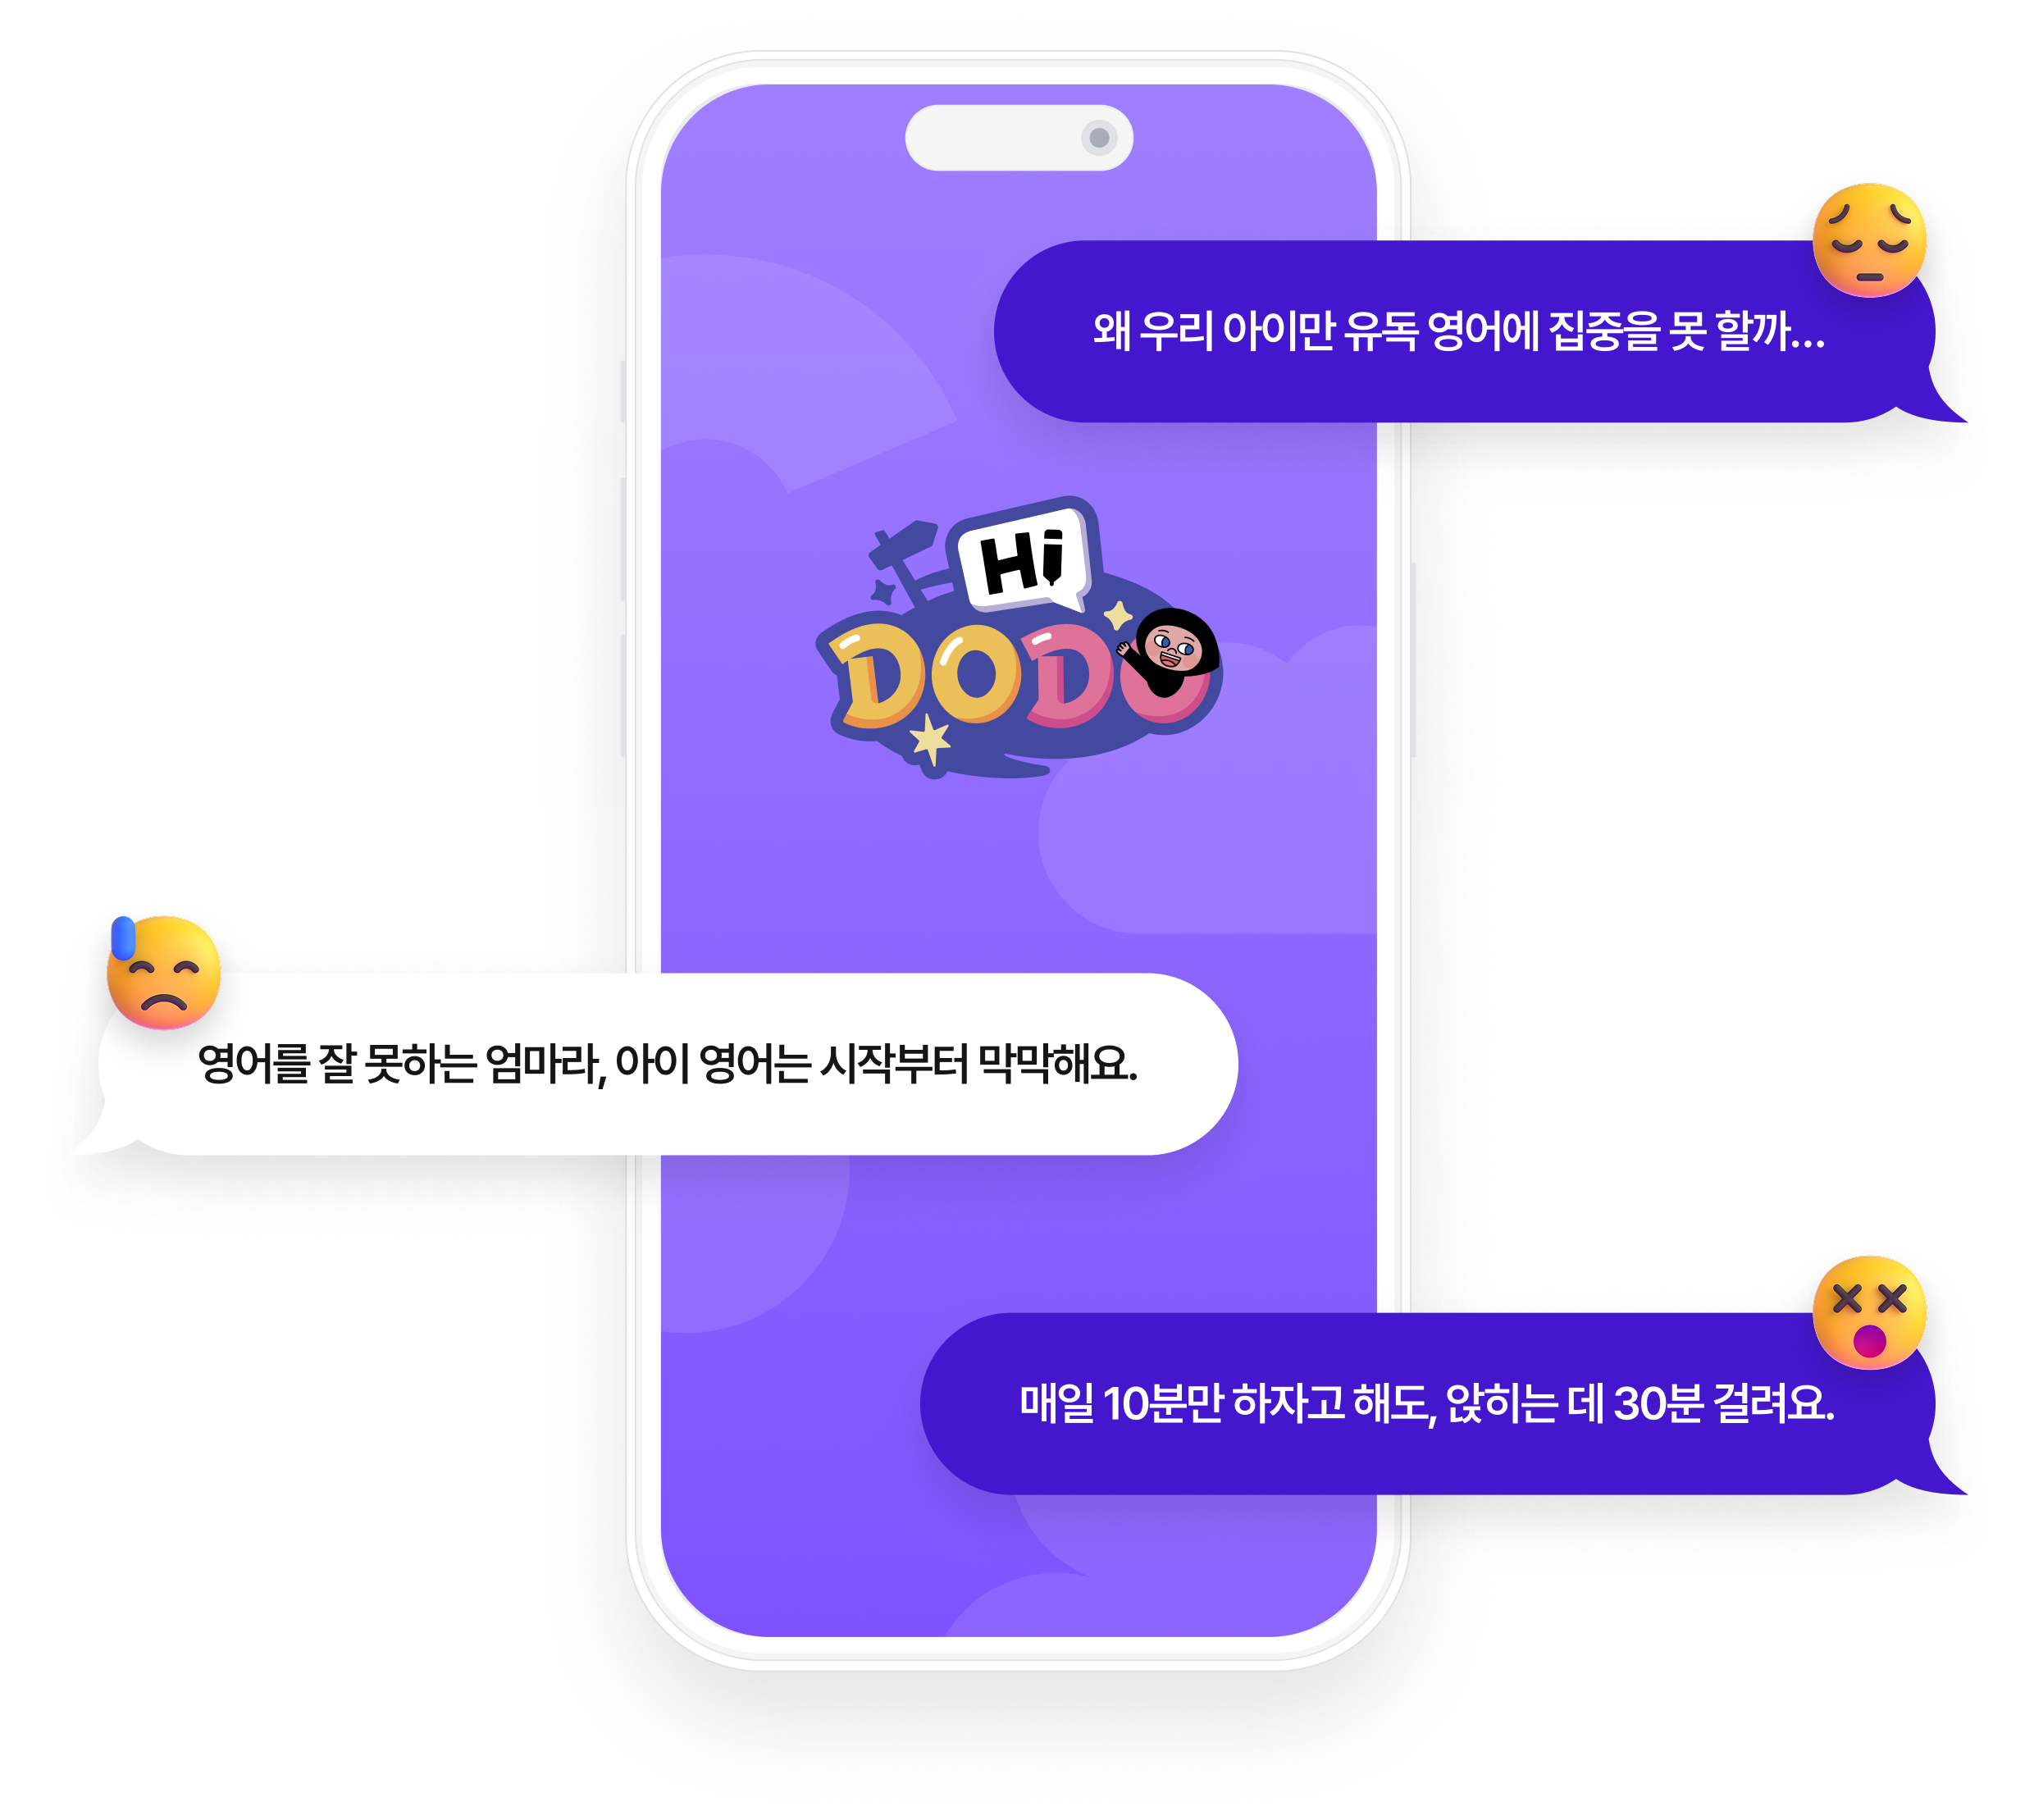 왜 우리 아이만 유독 영어에 집중을 못 할까...
Hi
DODO
영어를 잘 못하는 엄마라, 아이 영어는 시작부터 막막해요.
매일 10분만 하자고 해도, 앉히는 데 30분 걸려요.